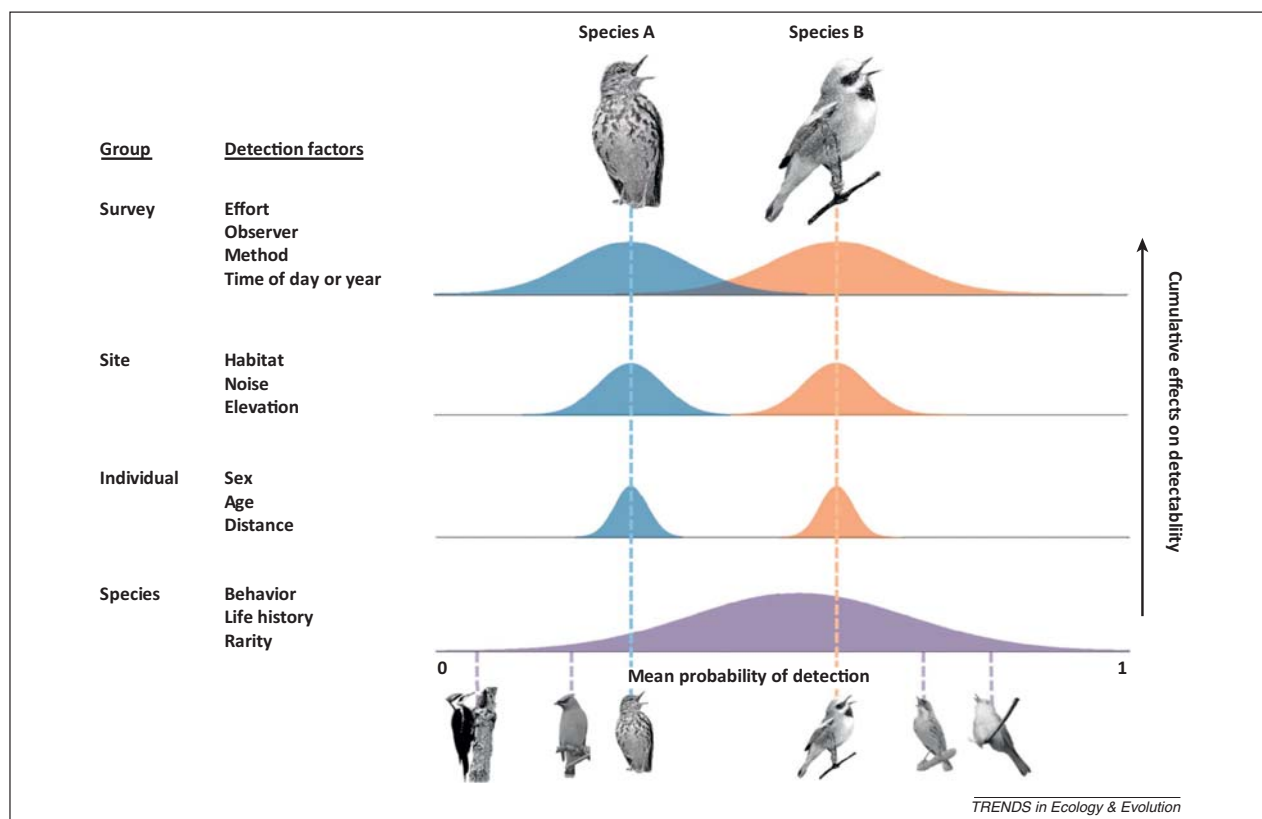 Species A Species B
Group Detection factors
Survey Effort
Observer
Method
Time of day or year
Site Habitat
Noise
Elevation
Individual Sex
Age
Distance
Species Behavior
Life history
Rarity
Cumulative effects on detectabliity
0 1
Mean probability of detection
TRENDS in Ecology & Evolution